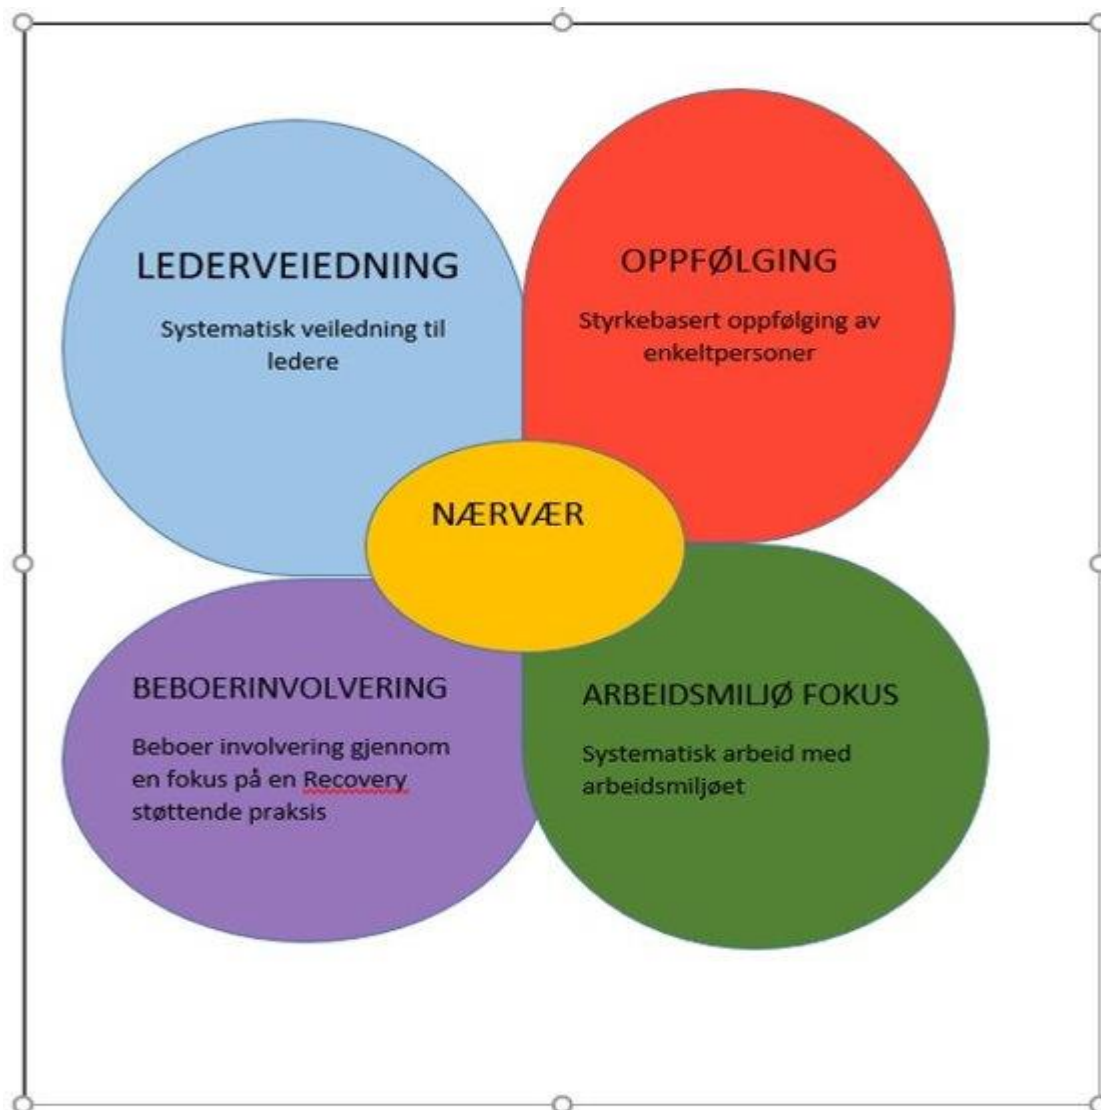 LEDERVEIEDNING
Systematisk veiledning til
ledere
OPPFØLGING
Styrkebasert oppfølging av
enkeltpersoner
NÆRVÆR
BEBOERINVOLVERING
Beboer involvering gjennom
en fokus på en Recovery
støttende praksis
ARBEIDSMILJØ FOKUS
Systematisk arbeid med
arbeidsmiljøet